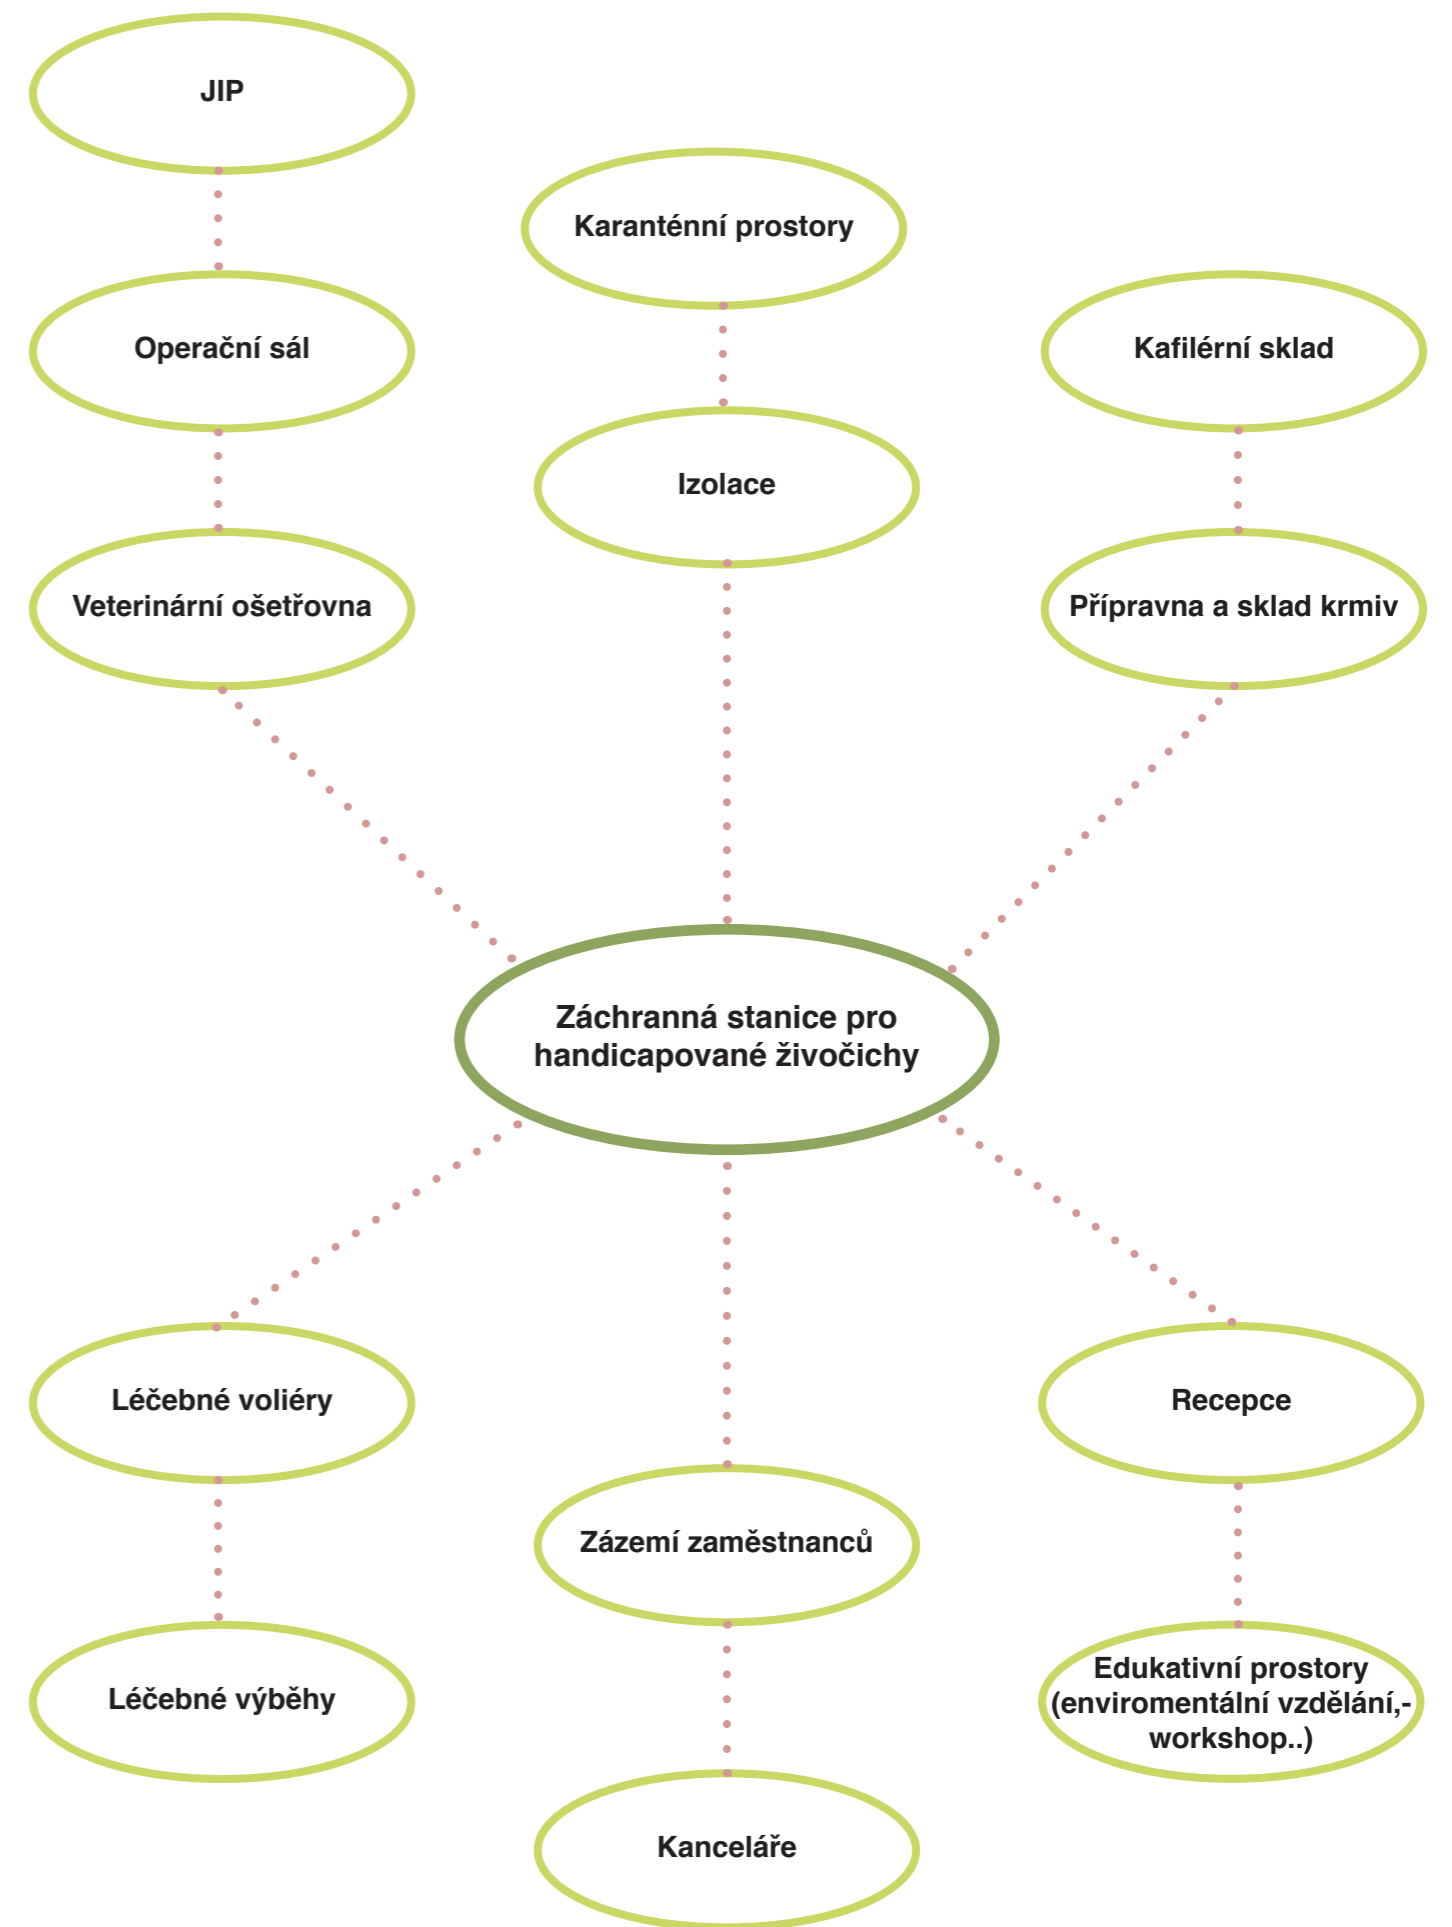 JIP
Karanténní prostory
Operační sál
Kafilérní sklad
Izolace
Veterinární ošetřovna
Přípravna a sklad krmiv
Záchranná stanice pro
handicapované živočichy
Léčebné voliéry
Recepce
Zázemí zaměstnanců
Léčebné výběhy
Edukativní prostory
(enviromentální vzdělání,-
workshop..)
Kanceláře